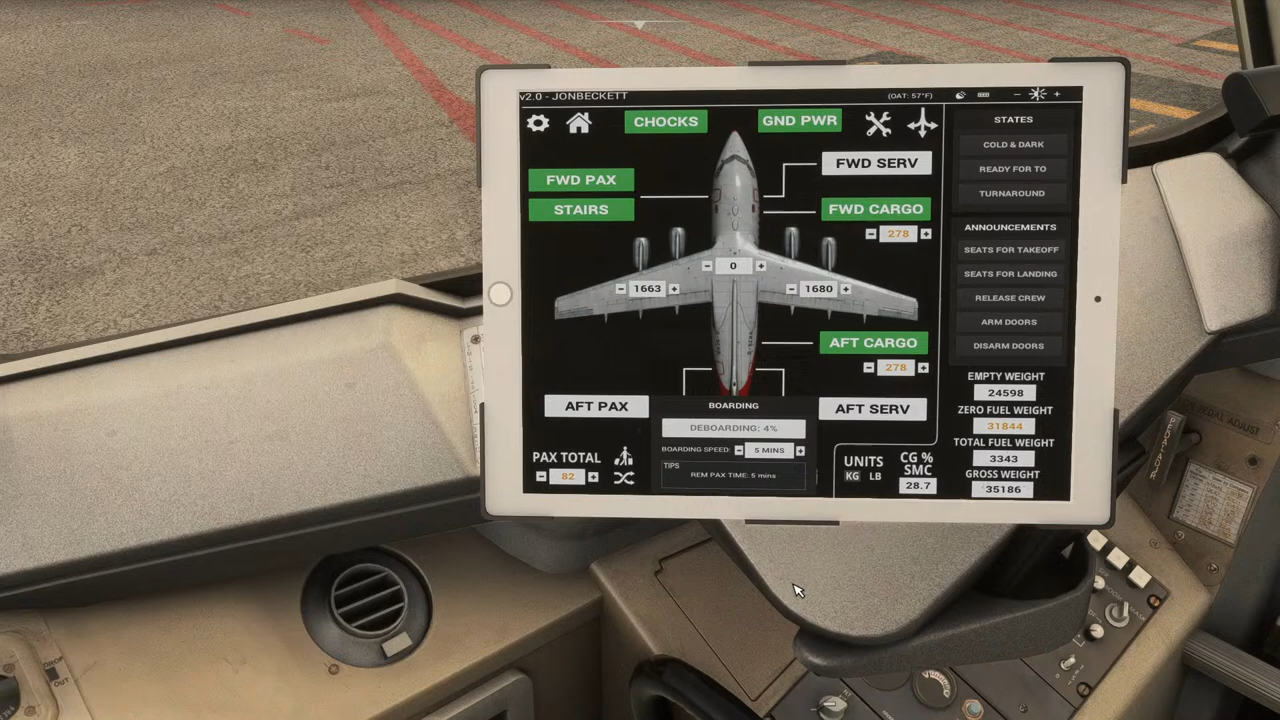 v2.0 - JONBECKETT
(OAT: 57°F)
− +
CHOCKS
GND PWR
FWD PAX
STAIRS
FWD SERV
FWD CARGO
− 278 +
− 0 +
− 1663 +
− 1680 +
AFT CARGO
− 278 +
AFT PAX
AFT SERV
BOARDING
DEBOARDING: 4%
BOARDING SPEED: − 5 MINS +
TIPS
REM PAX TIME: 5 mins
PAX TOTAL
− 82 +
UNITS
KG LB
CG %
SMC
28.7
STATES
COLD & DARK
READY FOR TO
TURNAROUND
ANNOUNCEMENTS
SEATS FOR TAKEOFF
SEATS FOR LANDING
RELEASE CREW
ARM DOORS
DISARM DOORS
EMPTY WEIGHT
24598
ZERO FUEL WEIGHT
31844
TOTAL FUEL WEIGHT
3343
GROSS WEIGHT
35186
PEDAL ADJUST
DROP
OUT